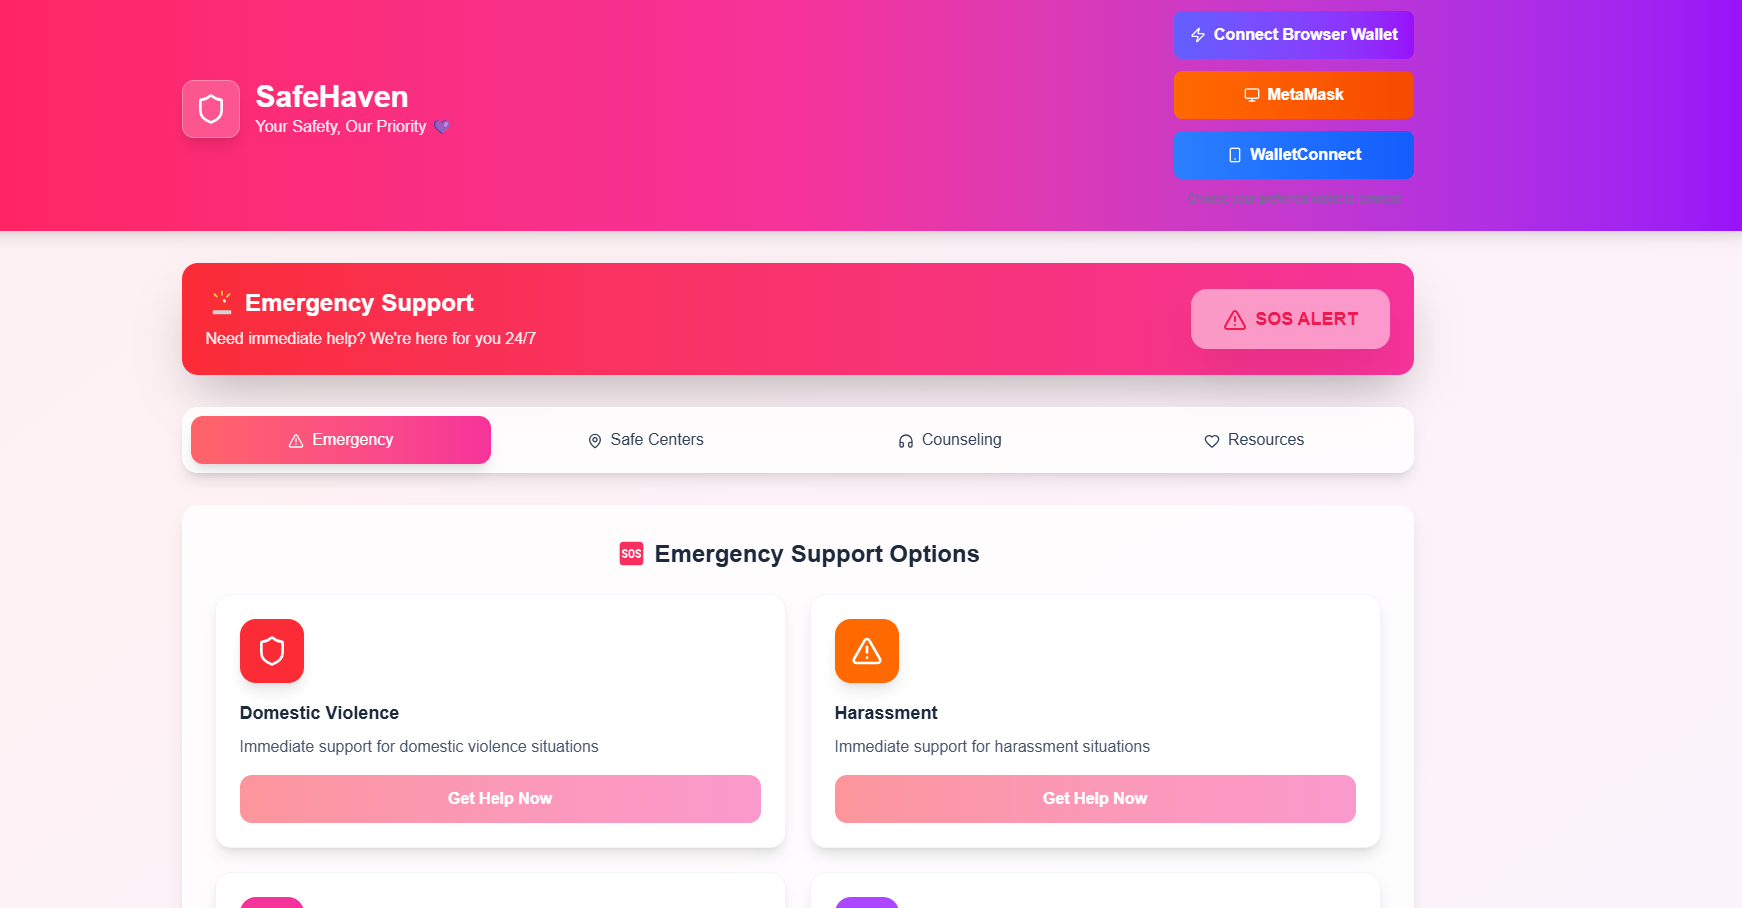 Connect Browser Wallet
MetaMask
WalletConnect
Choose your preferred wallet to connect
SafeHaven
Your Safety, Our Priority 💜
Emergency Support
Need immediate help? We're here for you 24/7
SOS ALERT
Emergency
Safe Centers
Counseling
Resources
SOS Emergency Support Options
Domestic Violence
Immediate support for domestic violence situations
Get Help Now
Harassment
Immediate support for harassment situations
Get Help Now